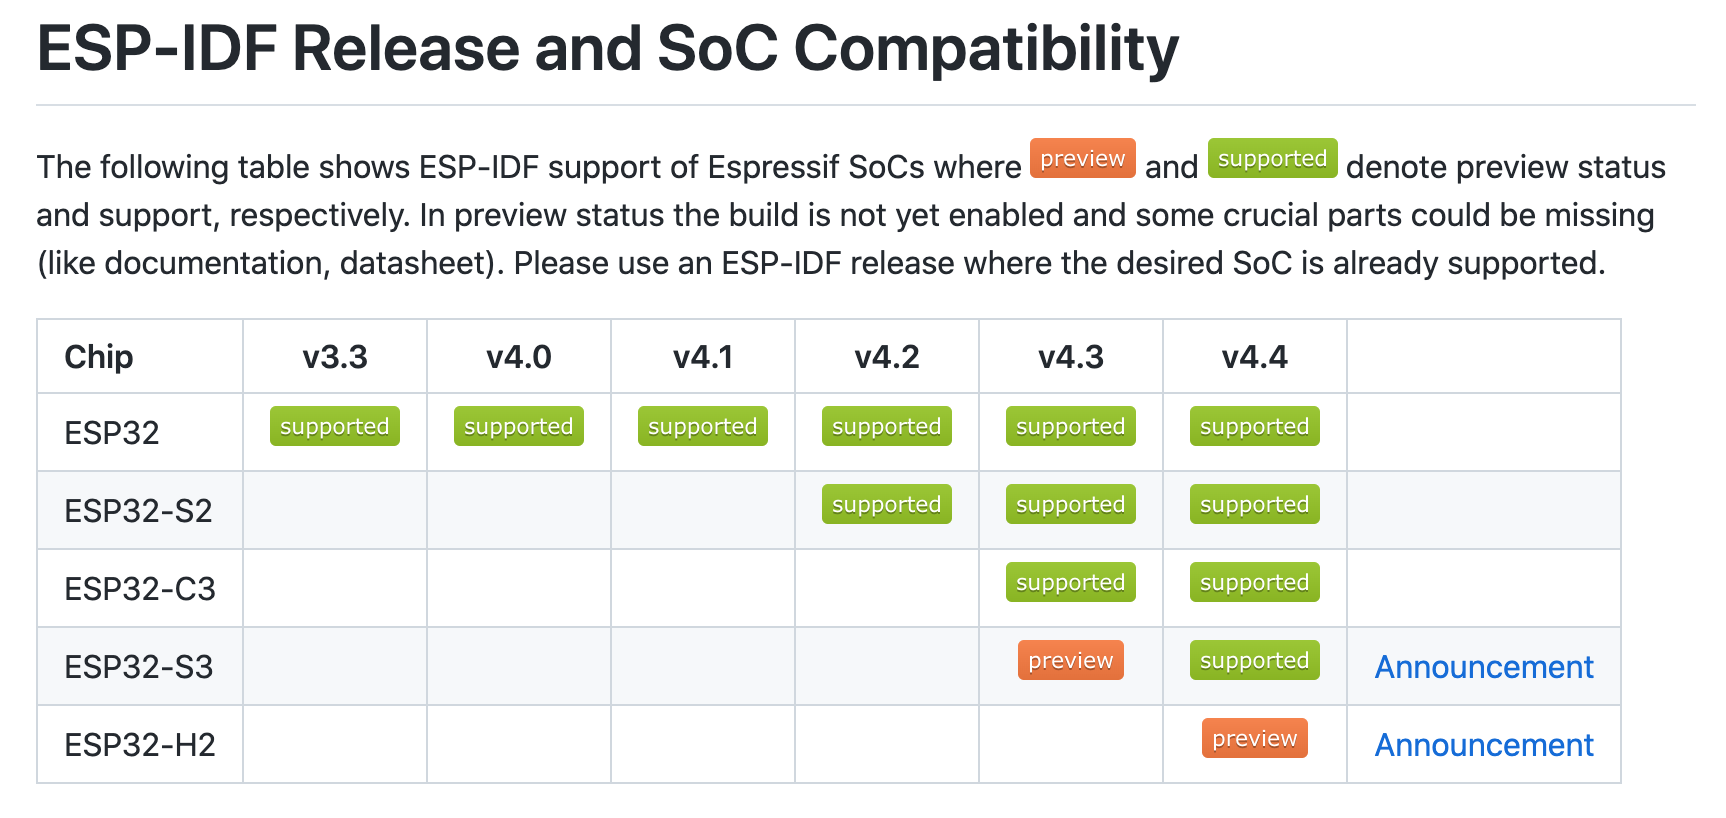 ESP-IDF Release and SoC Compatibility
The following table shows ESP-IDF support of Espressif SoCs where preview and supported denote preview status
and support, respectively. In preview status the build is not yet enabled and some crucial parts could be missing
(like documentation, datasheet). Please use an ESP-IDF release where the desired SoC is already supported.
Chip v3.3 v4.0 v4.1 v4.2 v4.3 v4.4
ESP32 supported supported supported supported supported supported
ESP32-S2 supported supported supported
ESP32-C3 supported supported
ESP32-S3 preview supported Announcement
ESP32-H2 preview Announcement